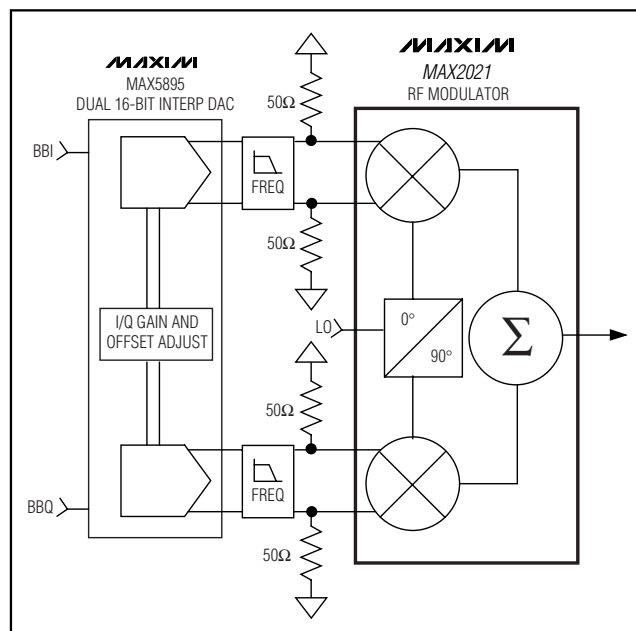 MAXIM
MAX5895
DUAL 16-BIT INTERP DAC
MAXIM
MAX2021
RF MODULATOR
50Ω
BBI
FREQ
50Ω
I/Q GAIN AND
OFFSET ADJUST
LO
0°
90°
Σ
50Ω
BBQ
FREQ
50Ω